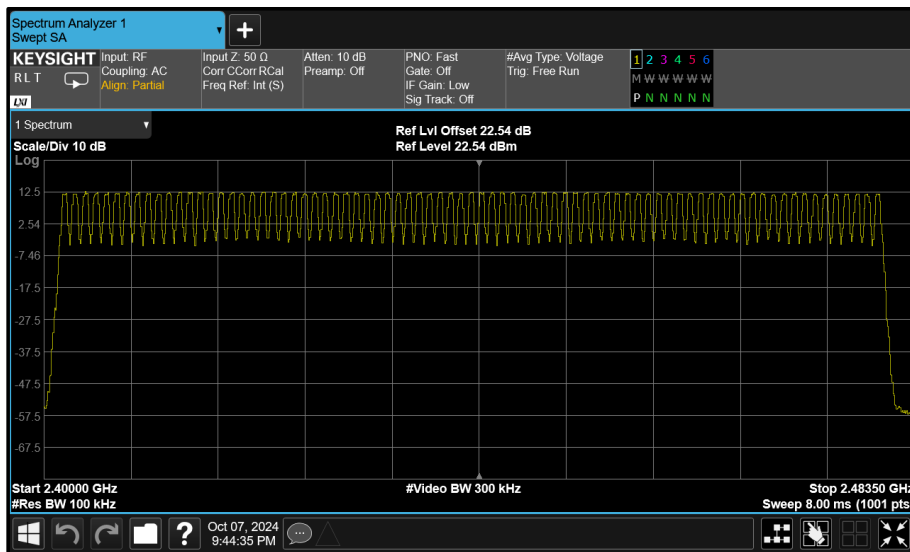 Spectrum Analyzer 1
Swept SA
KEYSIGHT
R L T
LXI
Input: RF
Coupling: AC
Align: Partial
Input Z: 50 Ω
Corr CCorr RCal
Freq Ref: Int (S)
Atten: 10 dB
Preamp: Off
PNO: Fast
Gate: Off
IF Gain: Low
Sig Track: Off
#Avg Type: Voltage
Trig: Free Run
1 2 3 4 5 6
M W W W W W
P N N N N N
1 Spectrum
Scale/Div 10 dB
Ref Lvl Offset 22.54 dB
Ref Level 22.54 dBm
Log
12.5
2.54
-7.46
-17.5
-27.5
-37.5
-47.5
-57.5
-67.5
Start 2.40000 GHz
#Res BW 100 kHz
#Video BW 300 kHz
Stop 2.48350 GHz
Sweep 8.00 ms (1001 pts
?
Oct 07, 2024
9:44:35 PM